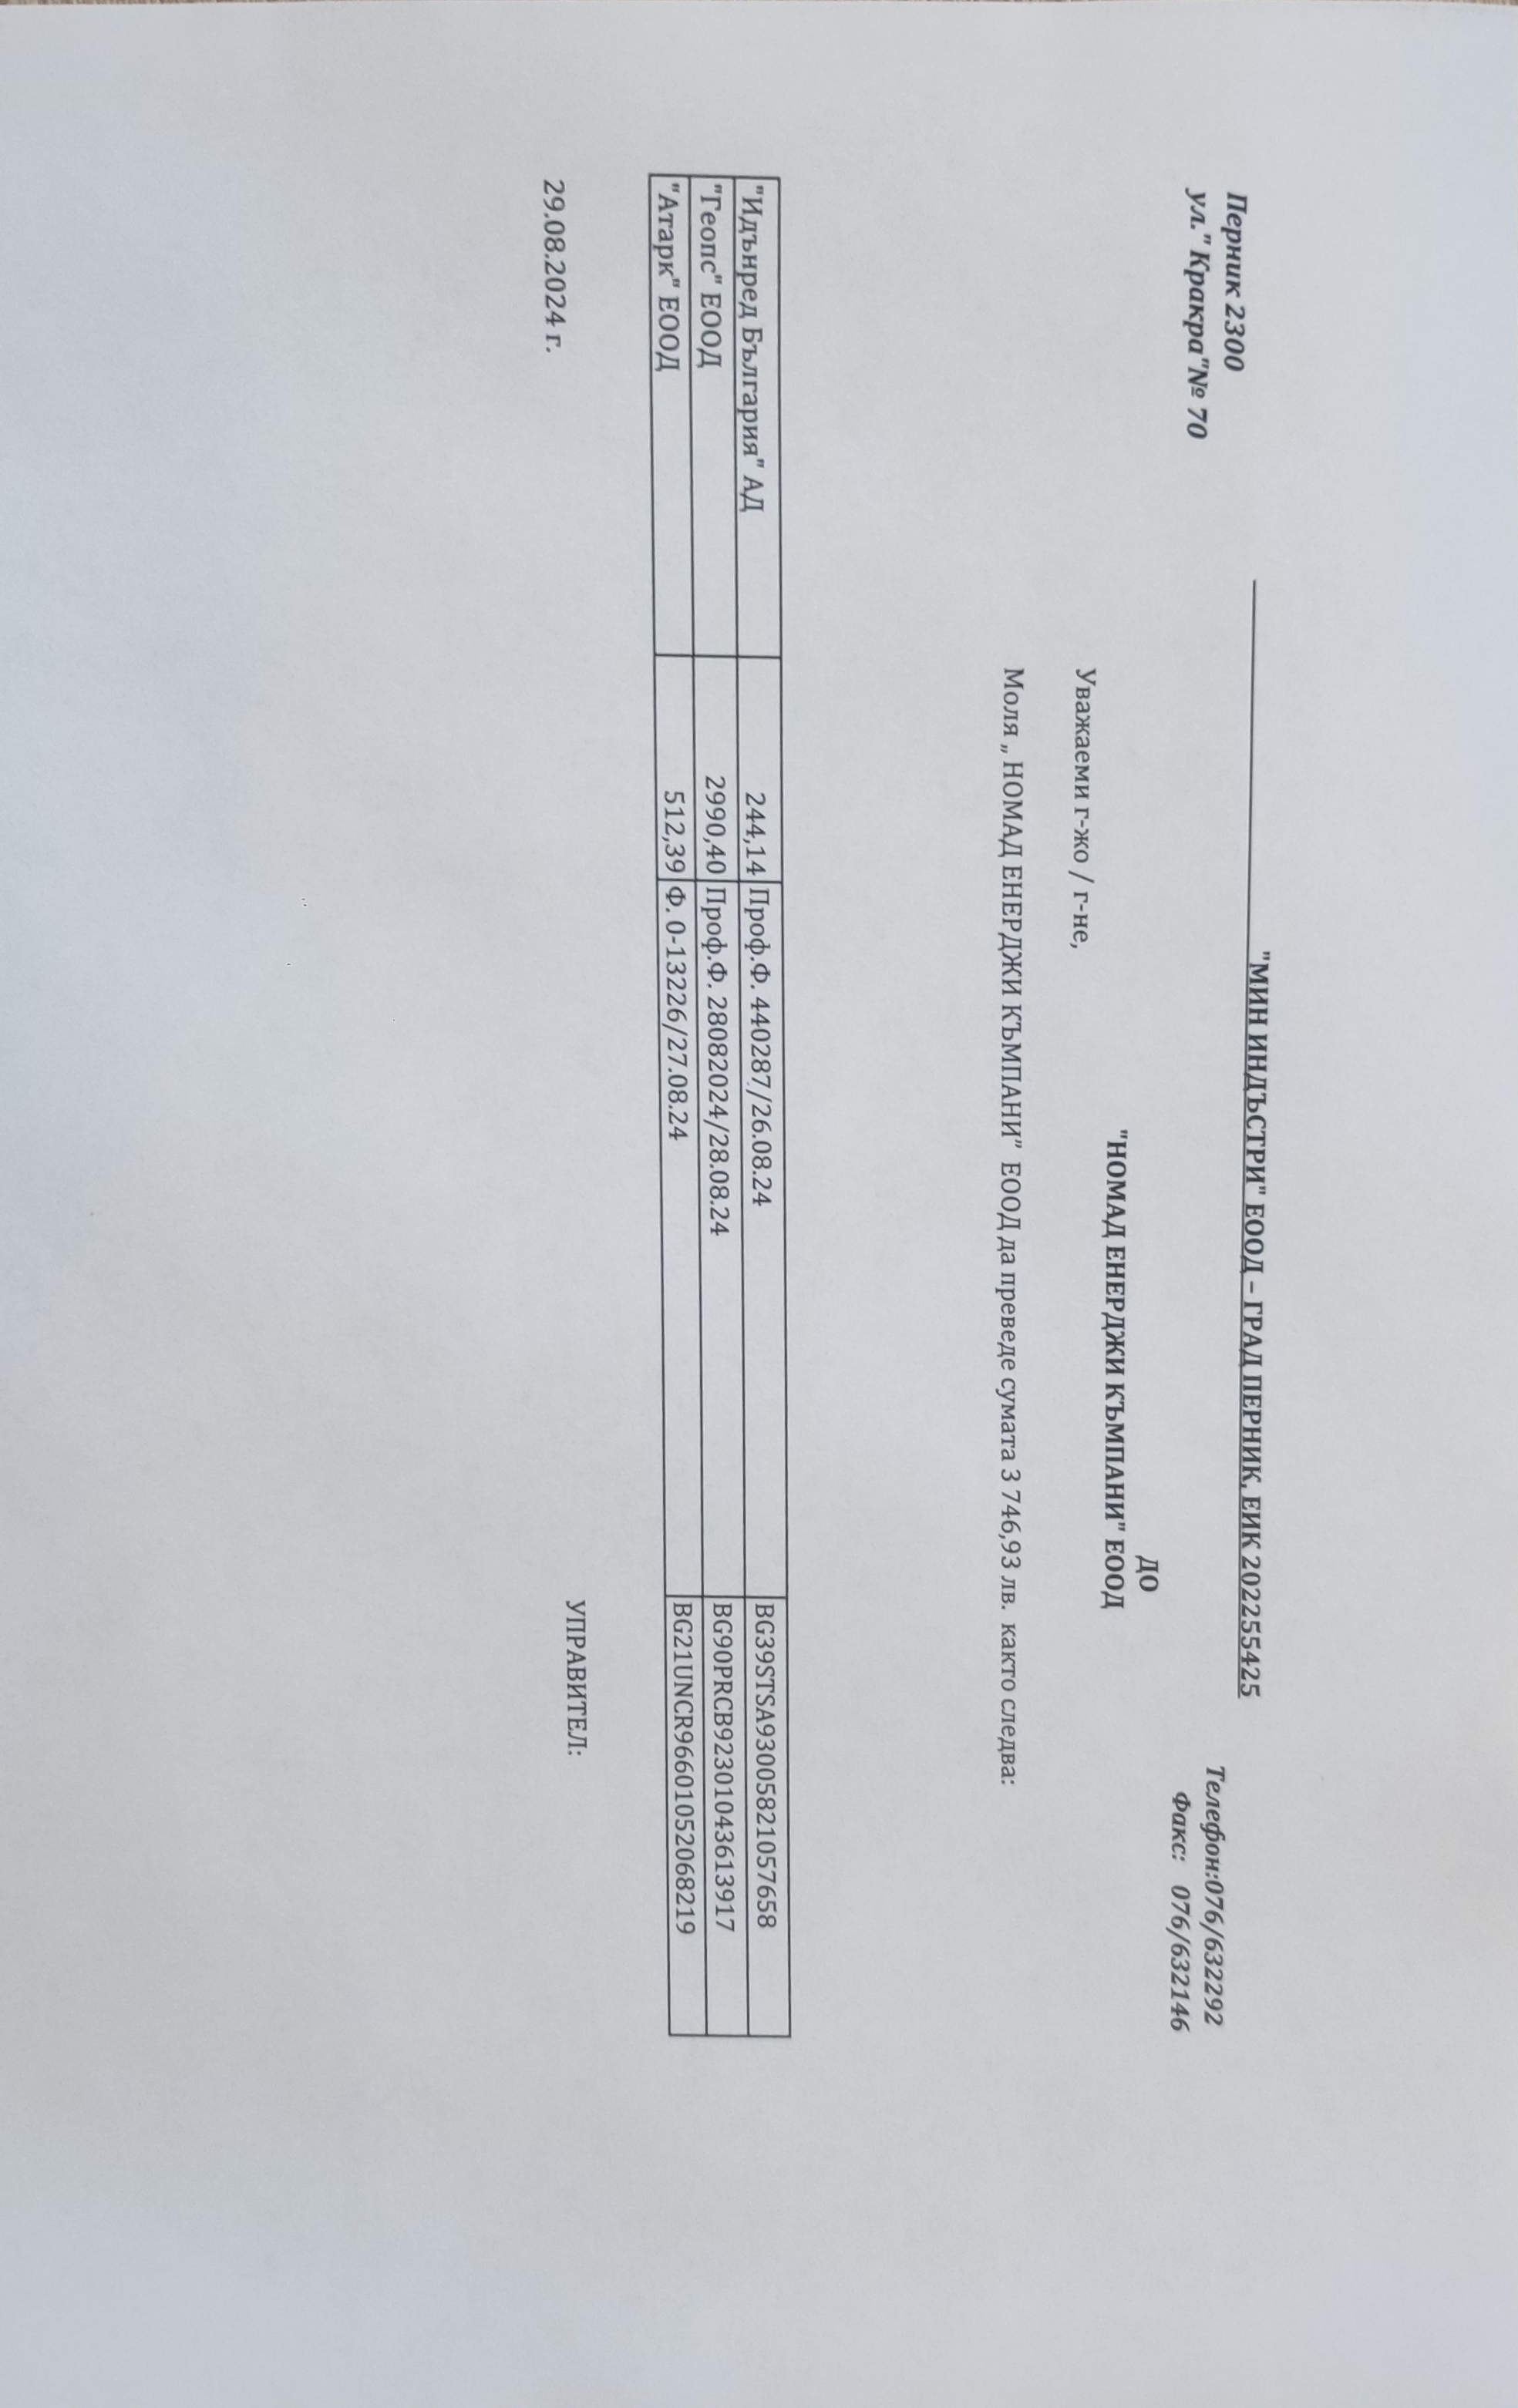 "МИН ИНДЪСТРИ" ЕООД – ГРАД ПЕРНИК, ЕИК 202255425
Перник 2300
ул." Кракра"№ 70
Телефон:076/632292
Факс: 076/632146
ДО
"НОМАД ЕНЕРДЖИ КЪМПАНИ" ЕООД
Уважаеми г-жо / г-не,
Моля „ НОМАД ЕНЕРДЖИ КЪМПАНИ" ЕООД да преведе сумата 3 746,93 лв. както следва:
"Идънред България" АД 244,14 Проф.Ф. 440287/26.08.24 BG39STSA93005821057658
"Геопс" ЕООД 2990,40 Проф.Ф. 28082024/28.08.24 BG90PRCB92301043613917
"Атарк" ЕООД 512,39 Ф. 0-13226/27.08.24 BG21UNCR96601052068219
УПРАВИТЕЛ:
29.08.2024 г.